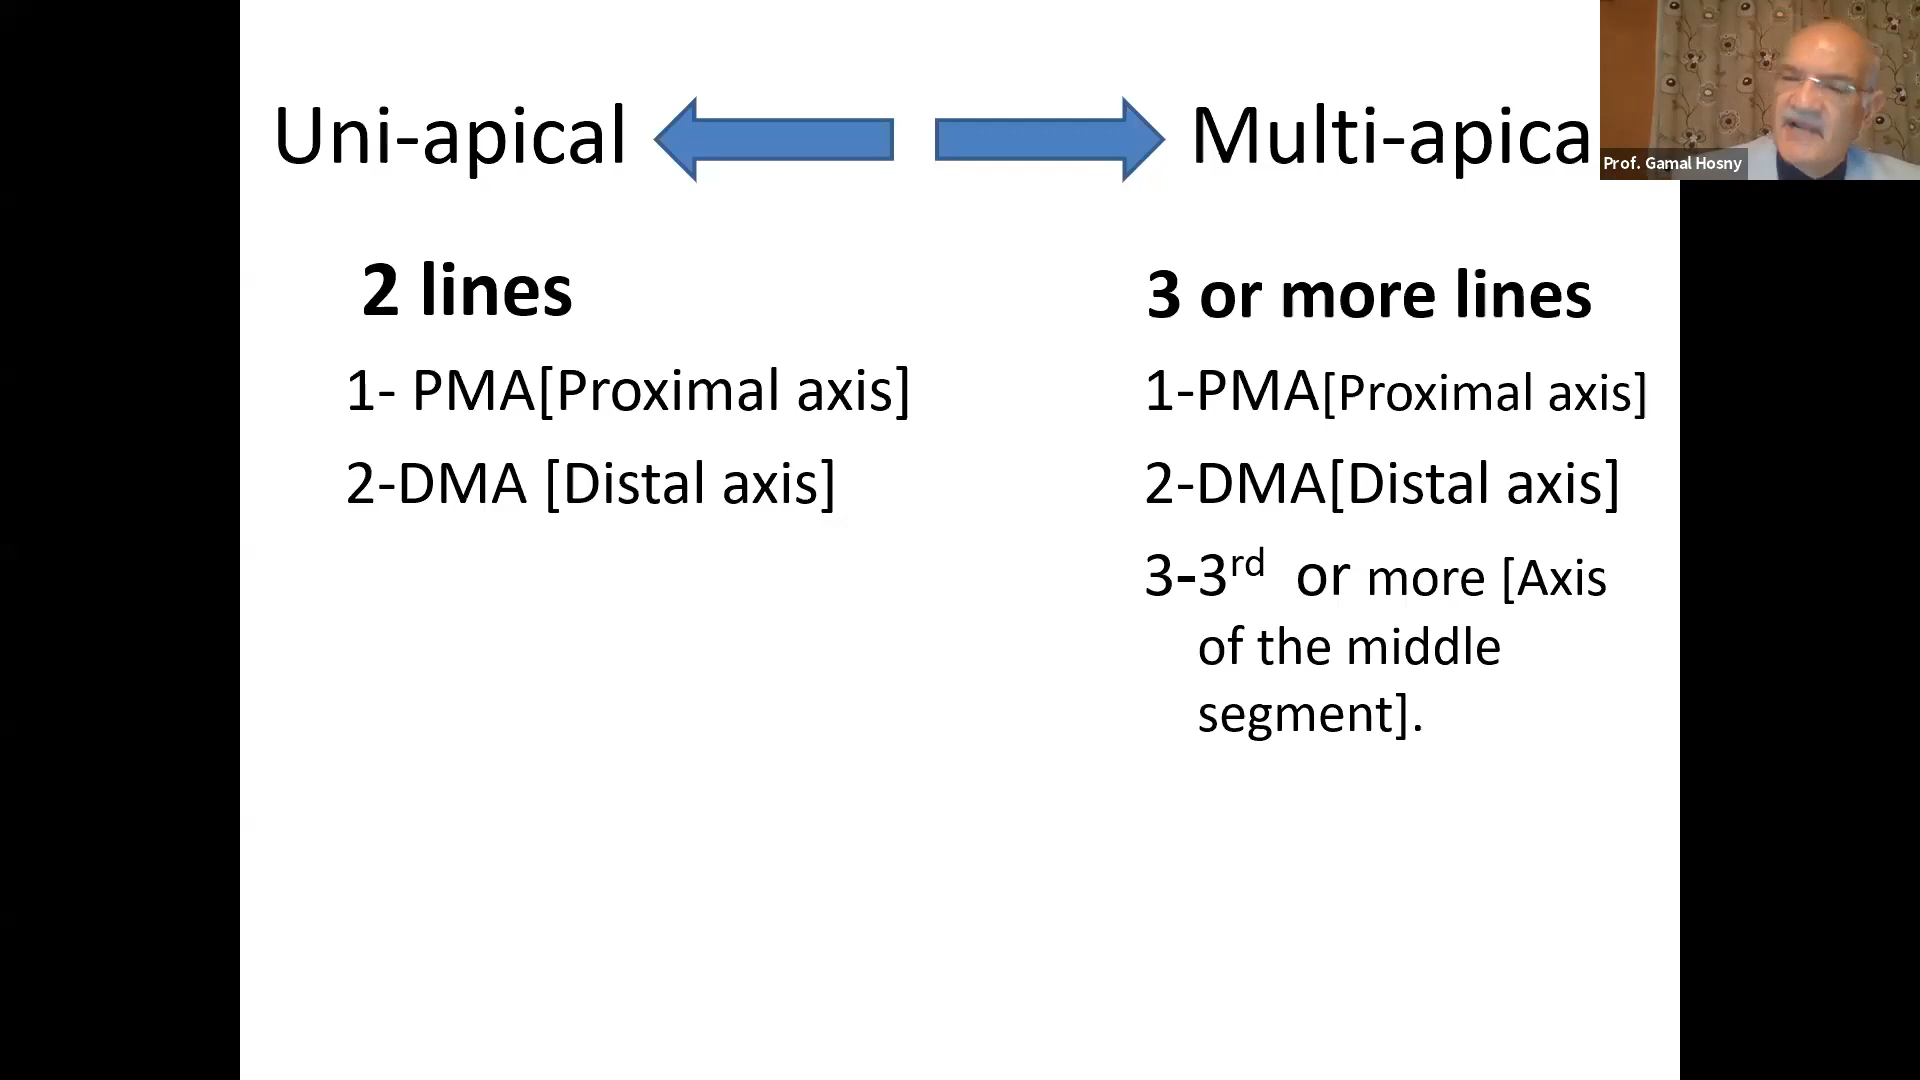 Uni-apical
2 lines
1- PMA[Proximal axis]
2-DMA [Distal axis]
Multi-apica
3 or more lines
1-PMA[Proximal axis]
2-DMA[Distal axis]
3-3rd or more [Axis
of the middle
segment].
Prof. Gamal Hosny